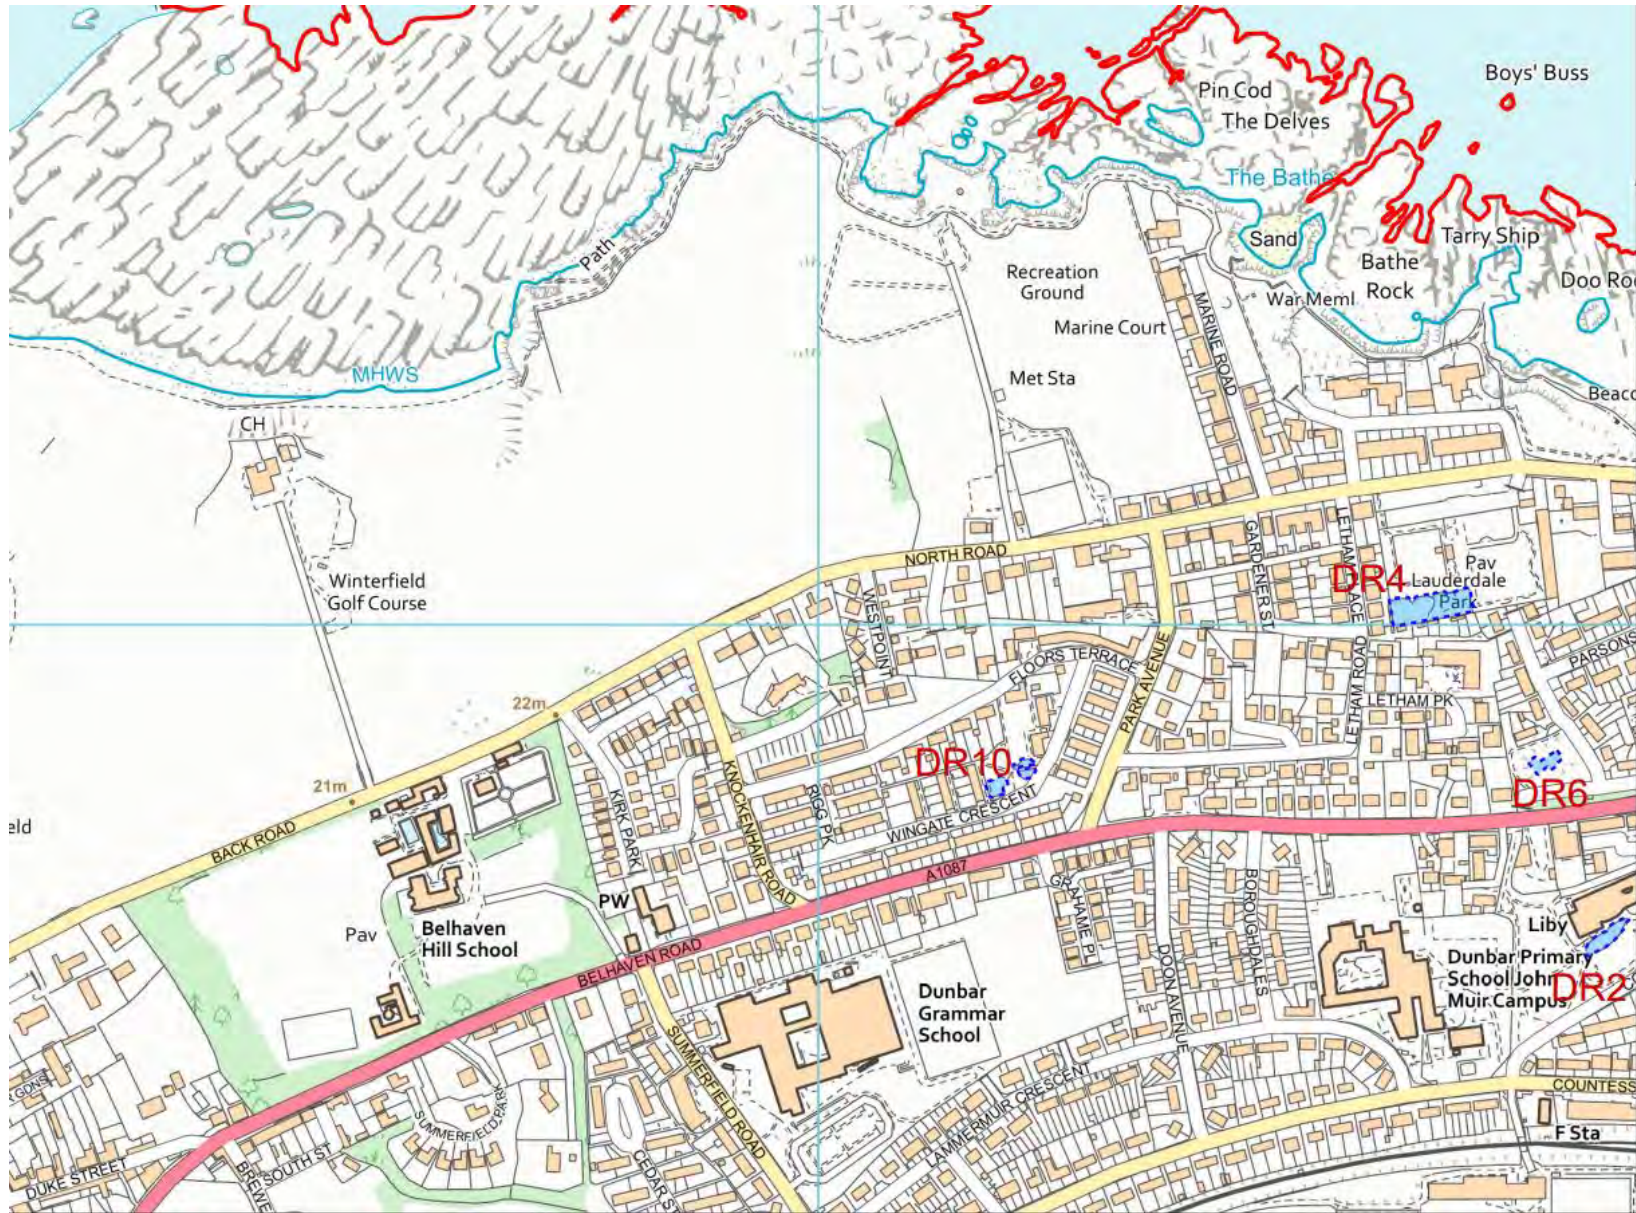 Boys' Buss
Pin Cod
The Delves
The Bathe
Sand
Tarry Ship
Bathe
Rock
Doo Roc
Path
Recreation
Ground
War Meml
Marine Court
MARINE ROAD
MHWS
Met Sta
Beaco
CH
NORTH ROAD
GARDENER ST
LETHAM PLACE
Winterfield
Golf Course
DR4
Pav
Lauderdale
Park
WESTPOINT
FLOORS TERRACE
PARK AVENUE
LETHAM ROAD
PARSONS
LETHAM PK
22m
21m
DR10
DR6
KNOCKENHAIR ROAD
RIGG PK
WINGATE CRESCENT
KIRK PARK
eld
BACK ROAD
A1087
GRAHAME PL
BOROUGHDALES
PW
Pav
Belhaven
Hill School
BELHAVEN ROAD
DOON AVENUE
Liby
Dunbar Primary
School John
Muir Campus
DR2
Dunbar
Grammar
School
SUMMERFIELD ROAD
LAMMERMUIR CRESCENT
COUNTESS
GDNS
SUMMERFIELD PARK
F Sta
DUKE STREET
SOUTH ST
BREWE
CEDAR ST